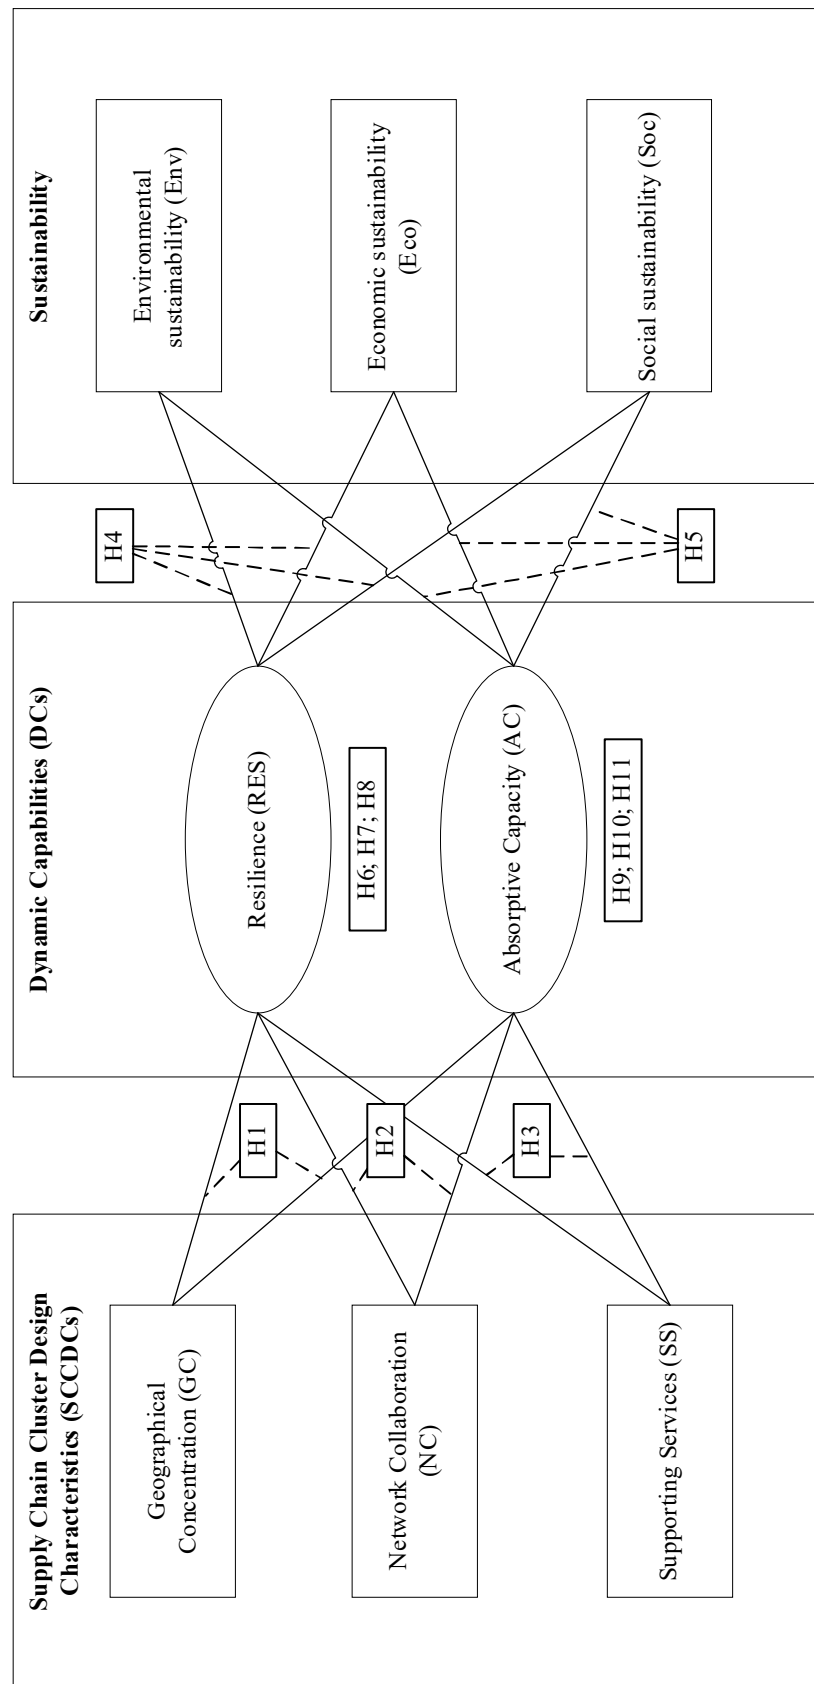 Supply Chain Cluster Design
Characteristics (SCCDCs)
Geographical
Concentration (GC)
Network Collaboration
(NC)
Supporting Services (SS)
H1
H2
H3
Dynamic Capabilities (DCs)
Resilience (RES)
H6; H7; H8
Absorptive Capacity (AC)
H9; H10; H11
H4
H5
Sustainability
Environmental
sustainability (Env)
Economic sustainability
(Eco)
Social sustainability (Soc)